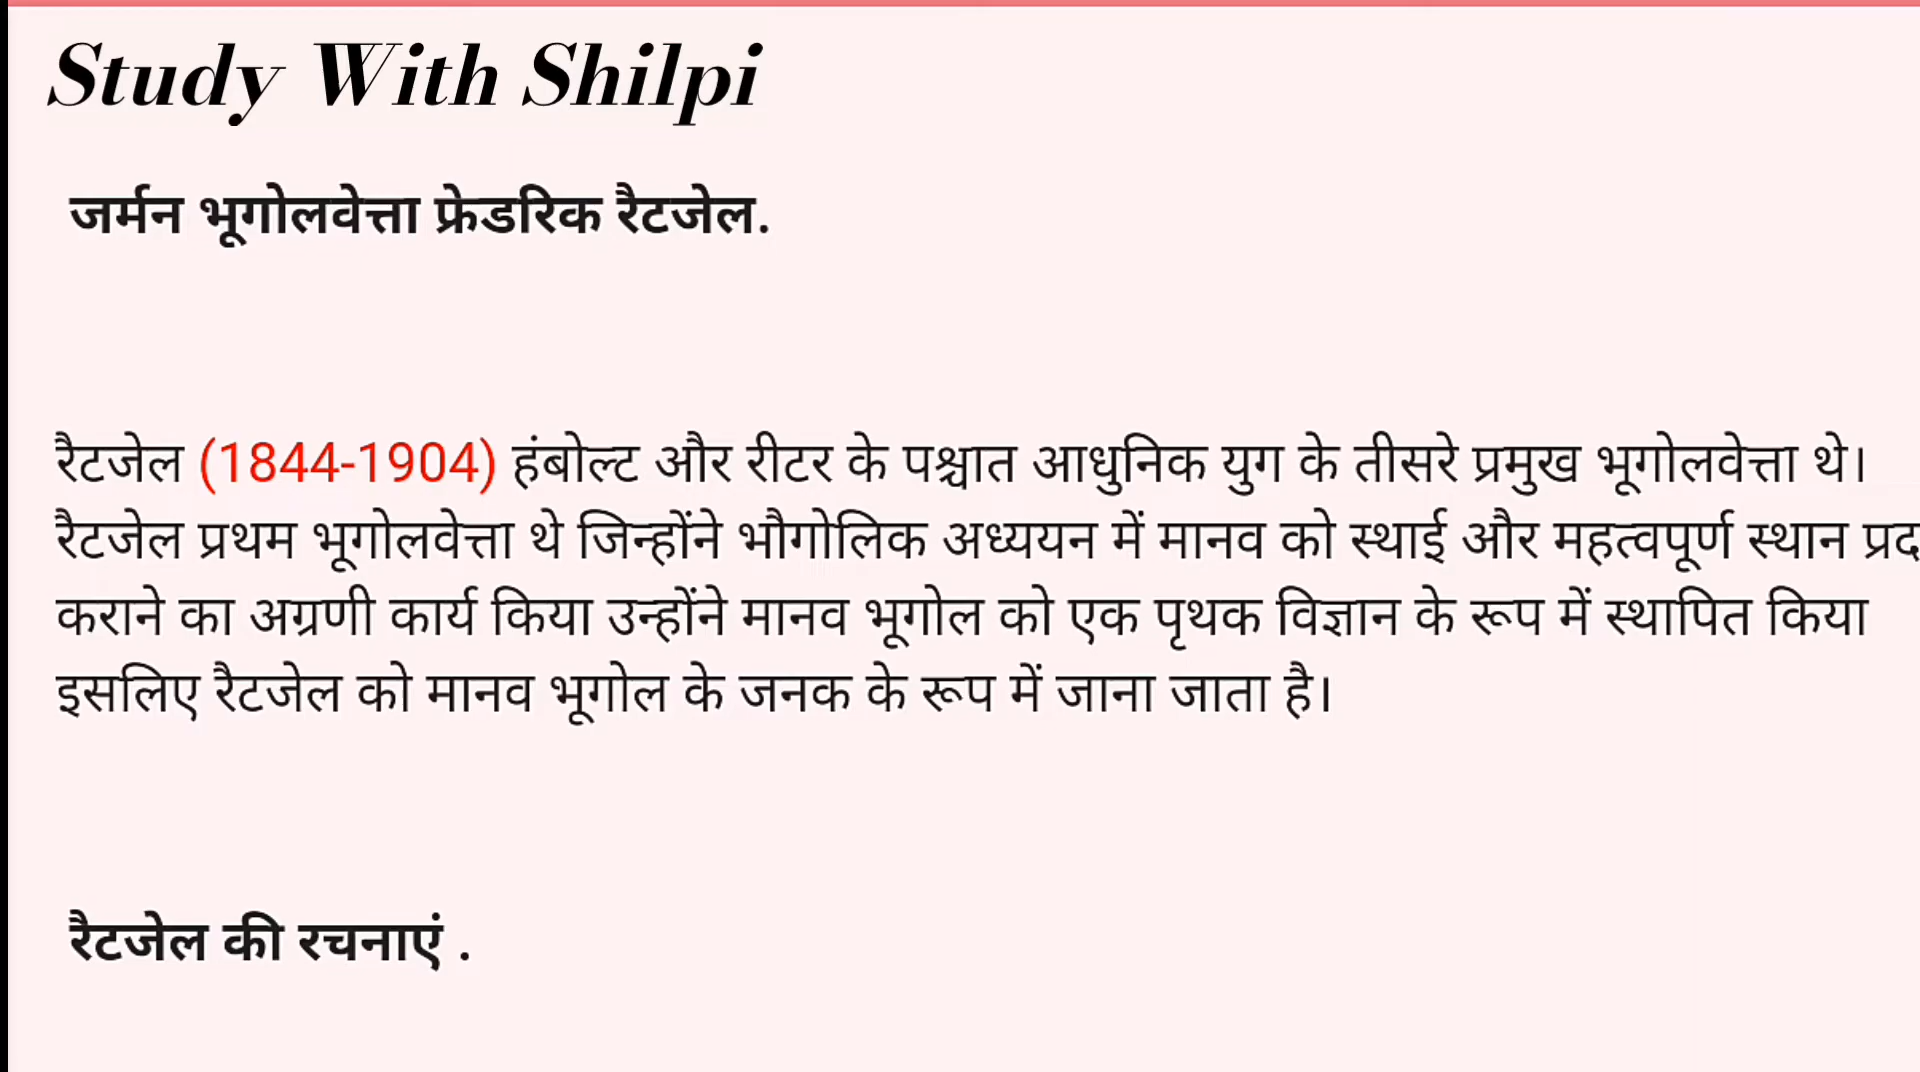 Study With Shilpi
जर्मन भूगोलवेत्ता फ्रेडरिक रैटजेल.
रैटजेल (1844-1904) हंबोल्ट और रीटर के पश्चात आधुनिक युग के तीसरे प्रमुख भूगोलवेत्ता थे।
रैटजेल प्रथम भूगोलवेत्ता थे जिन्होंने भौगोलिक अध्ययन में मानव को स्थाई और महत्वपूर्ण स्थान प्रद
कराने का अग्रणी कार्य किया उन्होंने मानव भूगोल को एक पृथक विज्ञान के रूप में स्थापित किया
इसलिए रैटजेल को मानव भूगोल के जनक के रूप में जाना जाता है।
रैटजेल की रचनाएं .